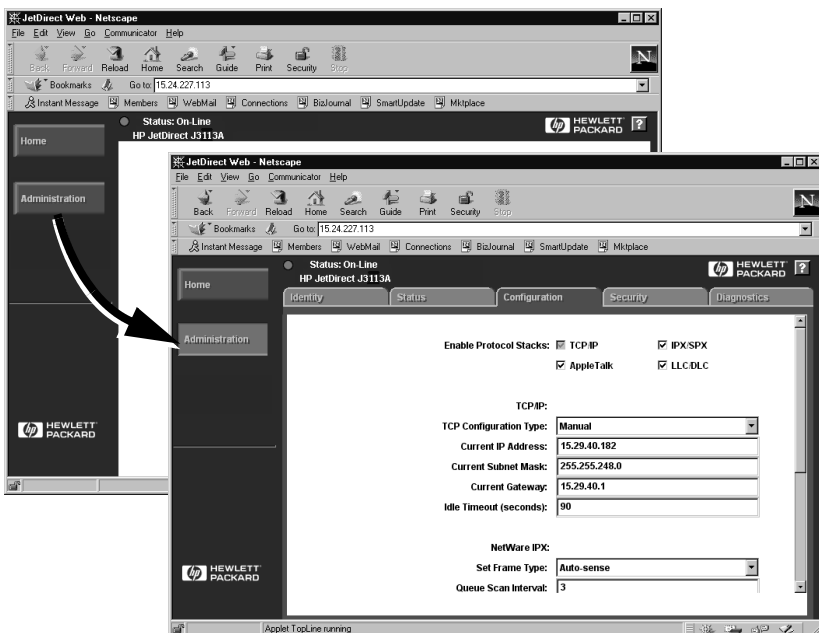 JetDirect Web - Netscape
File Edit View Go Communicator Help
Back Forward Reload Home Search Guide Print Security Stop
N
Bookmarks Go to: 15.24.227.113
Instant Message Members WebMail Connections BizJournal SmartUpdate Mktplace
Status: On-Line
HP JetDirect J3113A
hp HEWLETT PACKARD ?
Home
Administration
hp HEWLETT PACKARD
JetDirect Web - Netscape
File Edit View Go Communicator Help
Back Forward Reload Home Search Guide Print Security Stop
N
Bookmarks Go to: 15.24.227.113
Instant Message Members WebMail Connections BizJournal SmartUpdate Mktplace
Status: On-Line
HP JetDirect J3113A
hp HEWLETT PACKARD ?
Home
Identity Status Configuration Security Diagnostics
Administration
Enable Protocol Stacks: TCP/IP IPX/SPX
AppleTalk LLC/DLC
TCP/IP:
TCP Configuration Type: Manual
Current IP Address: 15.29.40.182
Current Subnet Mask: 255.255.248.0
Current Gateway: 15.29.40.1
Idle Timeout (seconds): 90
NetWare IPX:
Set Frame Type: Auto-sense
Queue Scan Interval: 3
hp HEWLETT PACKARD
Applet TopLine running